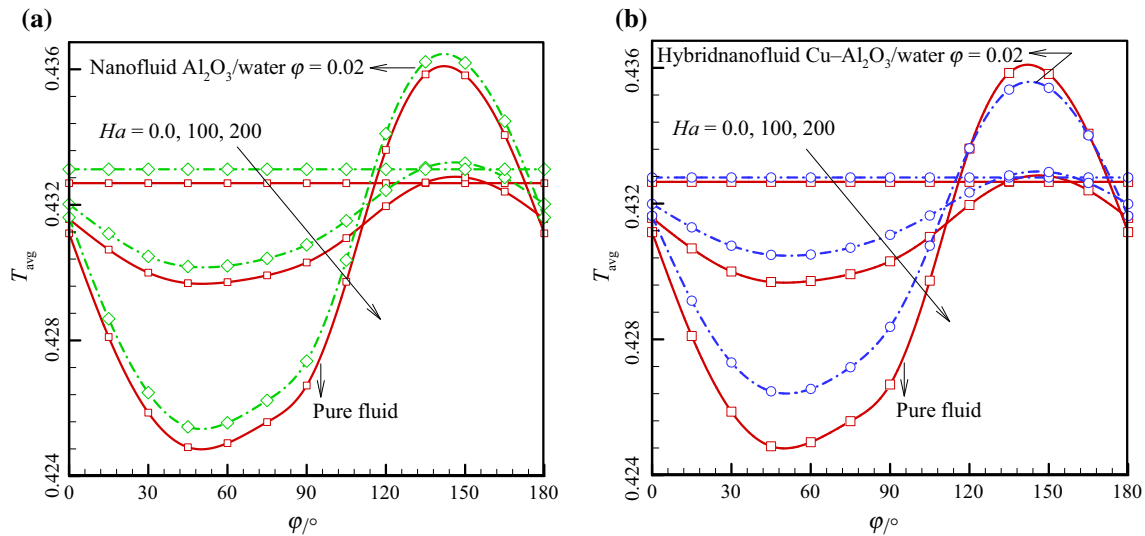 (a)
0.436
0.432
0.428
0.424
T_avg
Nanofluid Al₂O₃/water φ = 0.02
Ha = 0.0, 100, 200
Pure fluid
0 30 60 90 120 150 180
φ/°
(b)
0.436
0.432
0.428
0.424
T_avg
Hybridnanofluid Cu–Al₂O₃/water φ = 0.02
Ha = 0.0, 100, 200
Pure fluid
0 30 60 90 120 150 180
φ/°